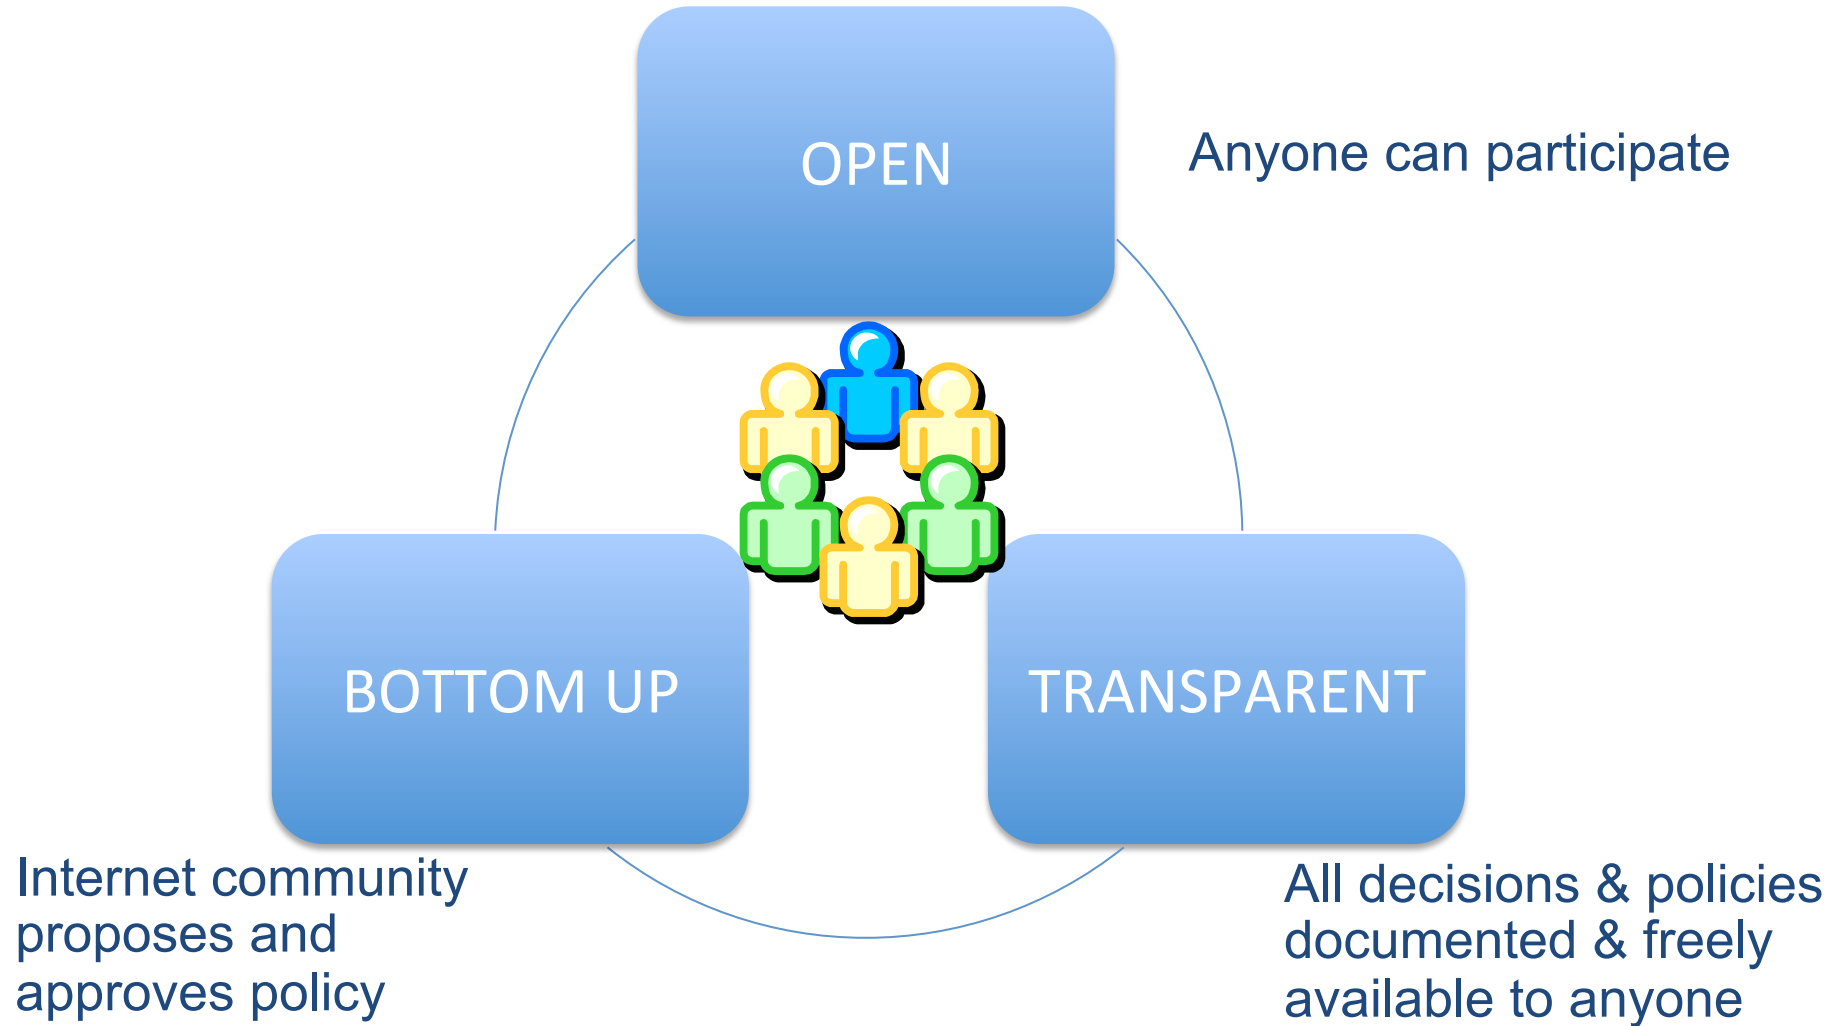 OPEN
Anyone can participate
BOTTOM UP
TRANSPARENT
Internet community
proposes and
approves policy
All decisions & policies
documented & freely
available to anyone